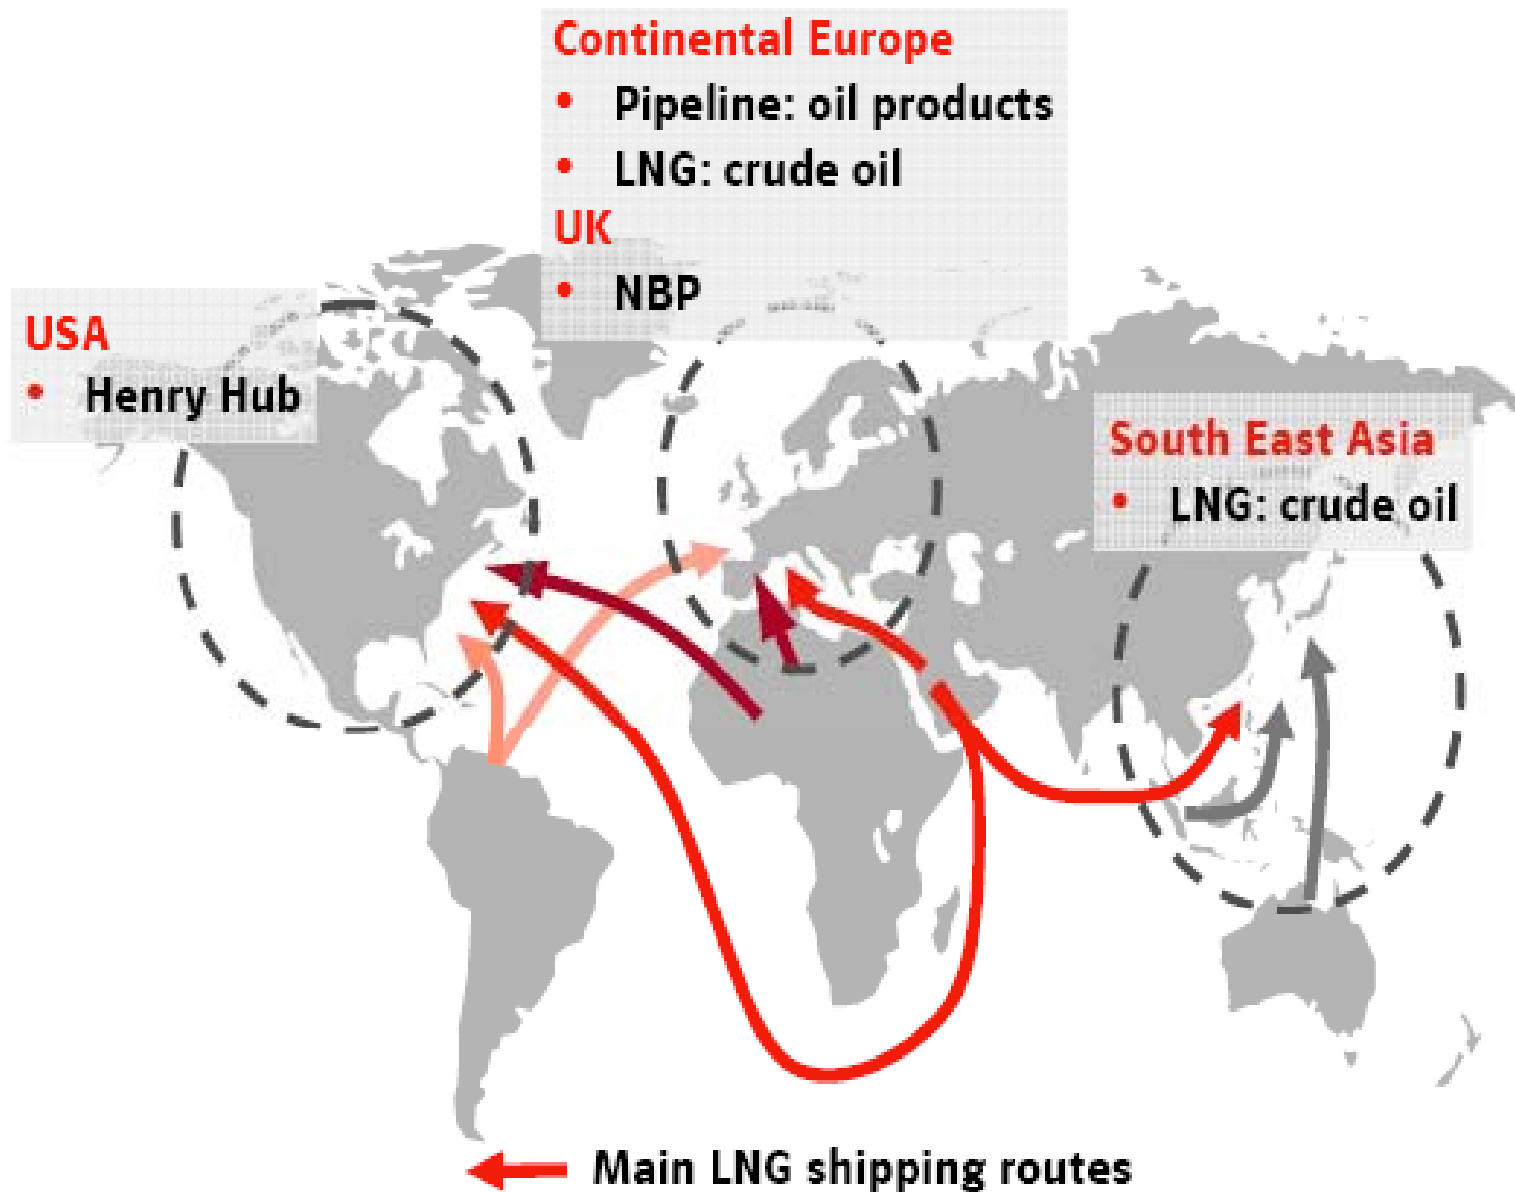 Continental Europe
• Pipeline: oil products
• LNG: crude oil
UK
• NBP
USA
• Henry Hub
South East Asia
• LNG: crude oil
Main LNG shipping routes